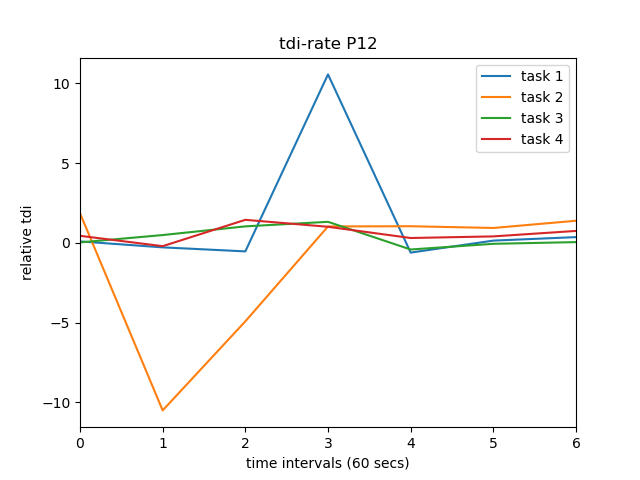 tdi-rate P12
task 1
task 2
task 3
task 4
relative tdi
10
5
0
−5
−10
0 1 2 3 4 5 6
time intervals (60 secs)